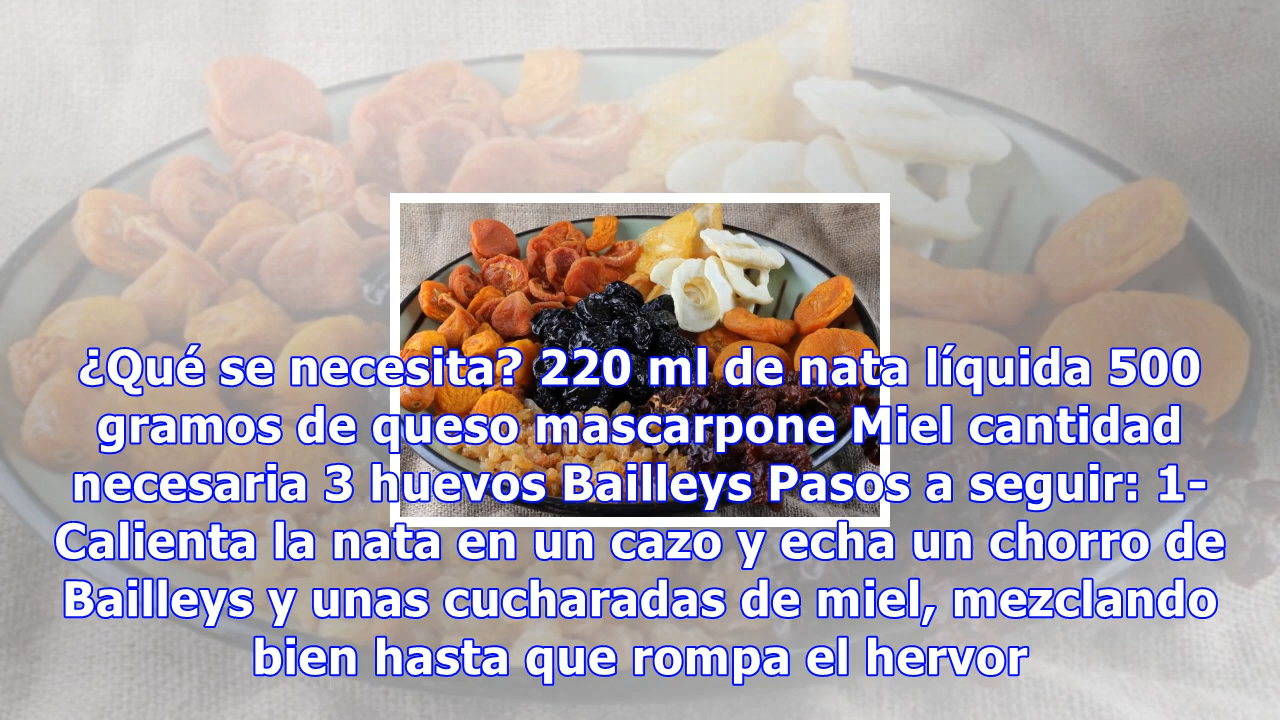 ¿Qué se necesita? 220 ml de nata líquida 500
gramos de queso mascarpone Miel cantidad
necesaria 3 huevos Bailleys Pasos a seguir: 1-
Calienta la nata en un cazo y echa un chorro de
Bailleys y unas cucharadas de miel, mezclando
bien hasta que rompa el hervor